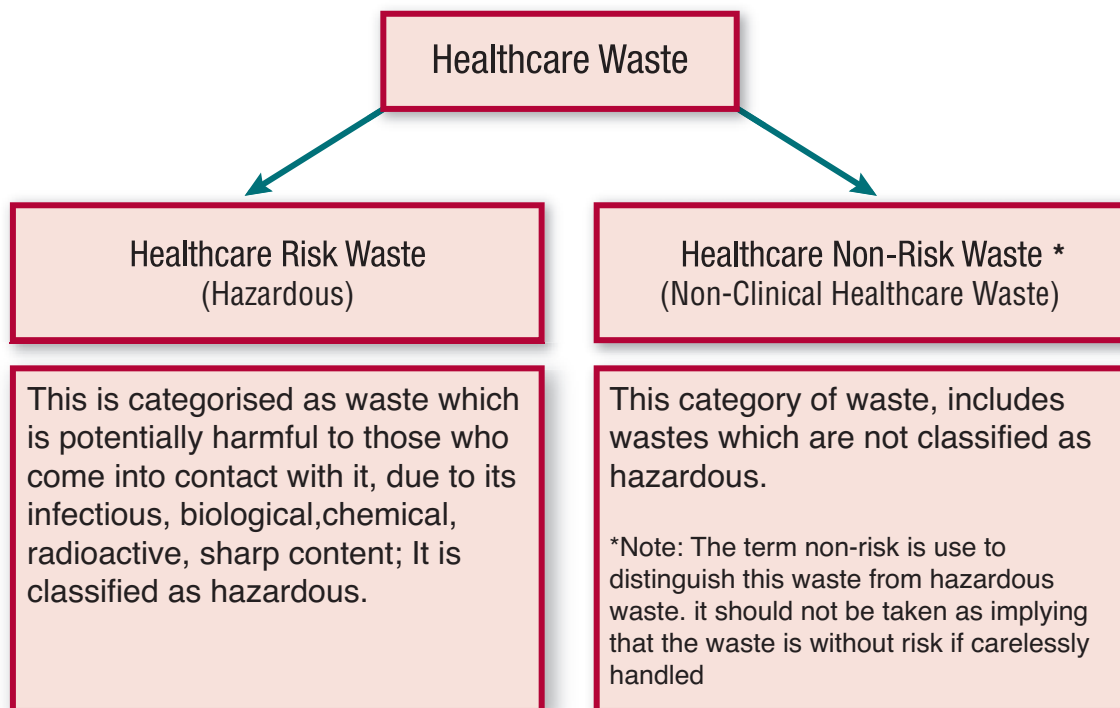 Healthcare Waste
Healthcare Risk Waste
(Hazardous)
Healthcare Non-Risk Waste *
(Non-Clinical Healthcare Waste)
This is categorised as waste which
is potentially harmful to those who
come into contact with it, due to its
infectious, biological,chemical,
radioactive, sharp content; It is
classified as hazardous.
This category of waste, includes
wastes which are not classified as
hazardous.
*Note: The term non-risk is use to
distinguish this waste from hazardous
waste. it should not be taken as implying
that the waste is without risk if carelessly
handled